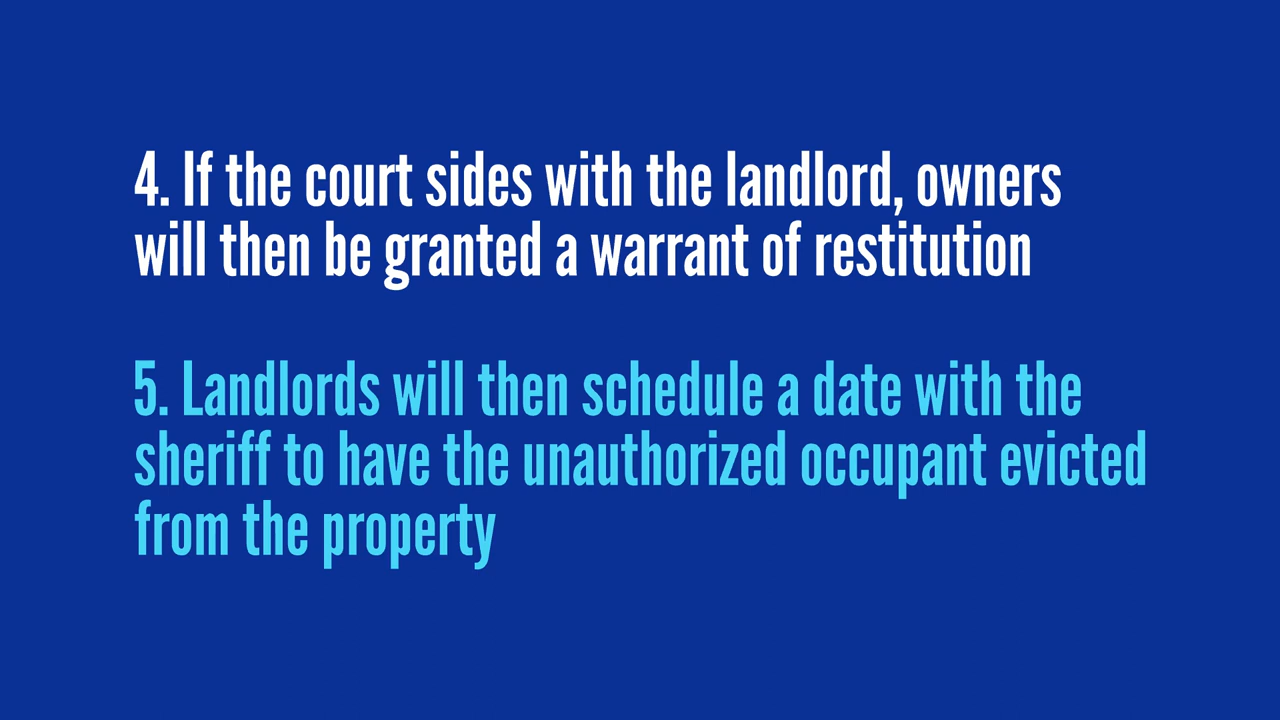 4. If the court sides with the landlord, owners
will then be granted a warrant of restitution
5. Landlords will then schedule a date with the
sheriff to have the unauthorized occupant evicted
from the property